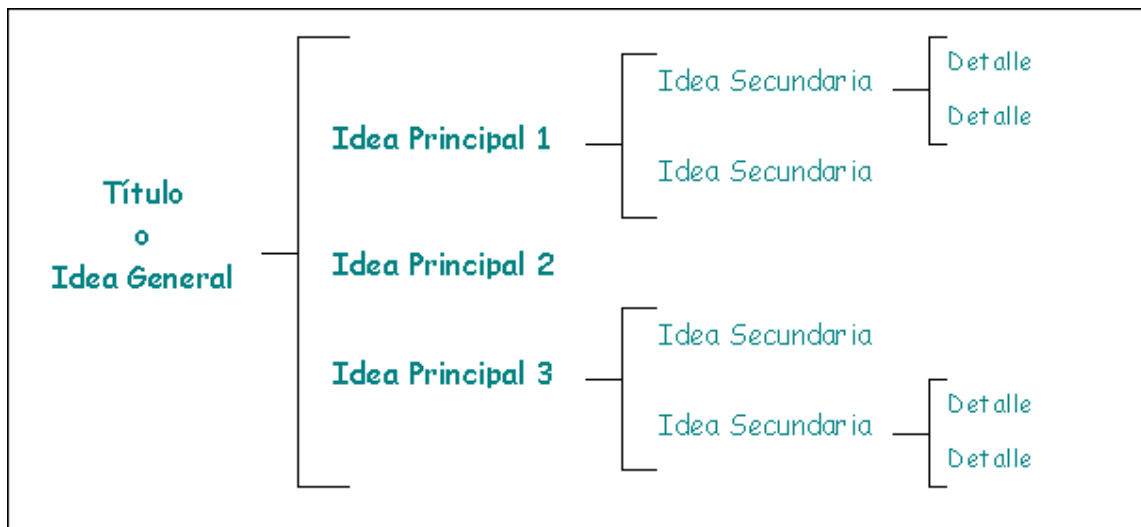 Título
o
Idea General
Idea Principal 1
Idea Secundaria
Detalle
Detalle
Idea Secundaria
Idea Principal 2
Idea Principal 3
Idea Secundaria
Idea Secundaria
Detalle
Detalle